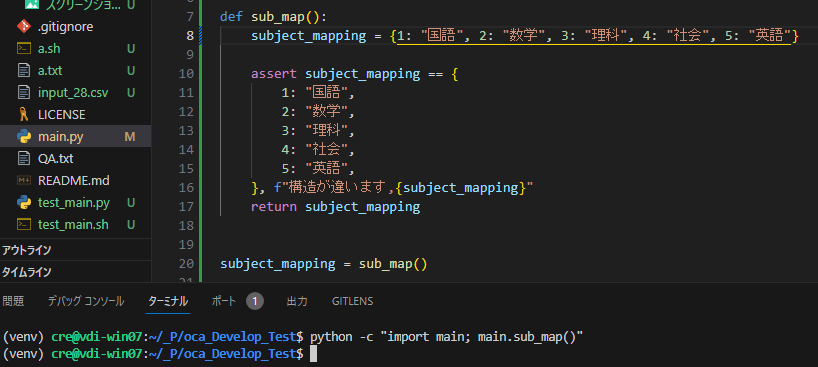 スクリーンショ... U
.gitignore
a.sh U
a.txt U
input_28.csv U
LICENSE
main.py M
QA.txt
README.md
test_main.py U
test_main.sh U
アウトライン
タイムライン
7 def sub_map():
8 subject_mapping = {1: "国語", 2: "数学", 3: "理科", 4: "社会", 5: "英語"}
9
10 assert subject_mapping == {
11 1: "国語",
12 2: "数学",
13 3: "理科",
14 4: "社会",
15 5: "英語",
16 }, f"構造が違います,{subject_mapping}"
17 return subject_mapping
18
19
20 subject_mapping = sub_map()
問題 デバッグ コンソール ターミナル ポート 1 出力 GITLENS
(venv) cre@vdi-win07:~/_P/oca_Develop_Test$ python -c "import main; main.sub_map()"
(venv) cre@vdi-win07:~/_P/oca_Develop_Test$